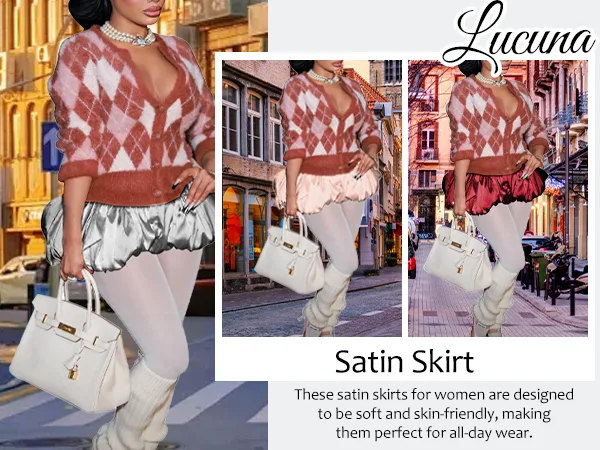 Lucuna
Satin Skirt
These satin skirts for women are designed
to be soft and skin-friendly, making
them perfect for all-day wear.